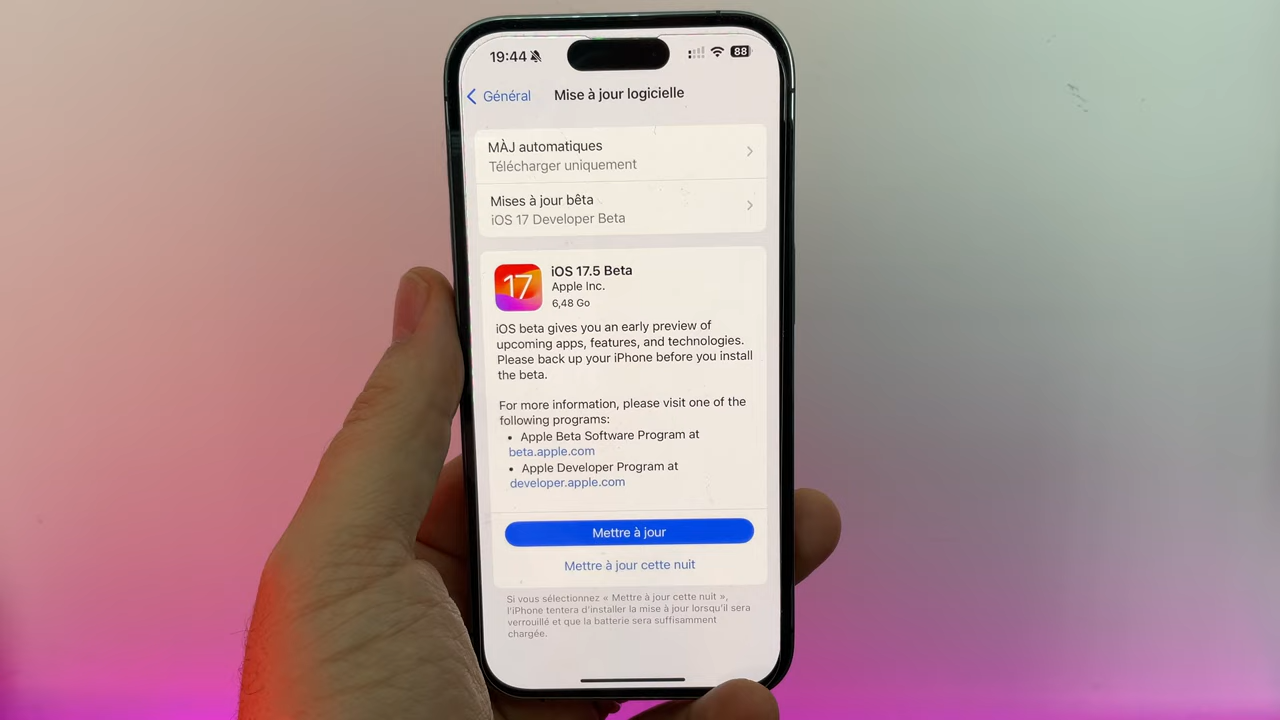 19:44
88
Général
Mise à jour logicielle
MÀJ automatiques
Télécharger uniquement
Mises à jour bêta
iOS 17 Developer Beta
17
iOS 17.5 Beta
Apple Inc.
6,48 Go
iOS beta gives you an early preview of
upcoming apps, features, and technologies.
Please back up your iPhone before you install
the beta.
For more information, please visit one of the
following programs:
• Apple Beta Software Program at
beta.apple.com
• Apple Developer Program at
developer.apple.com
Mettre à jour
Mettre à jour cette nuit
Si vous sélectionnez « Mettre à jour cette nuit »,
l'iPhone tentera d'installer la mise à jour lorsqu'il sera
verrouillé et que la batterie sera suffisamment
chargée.